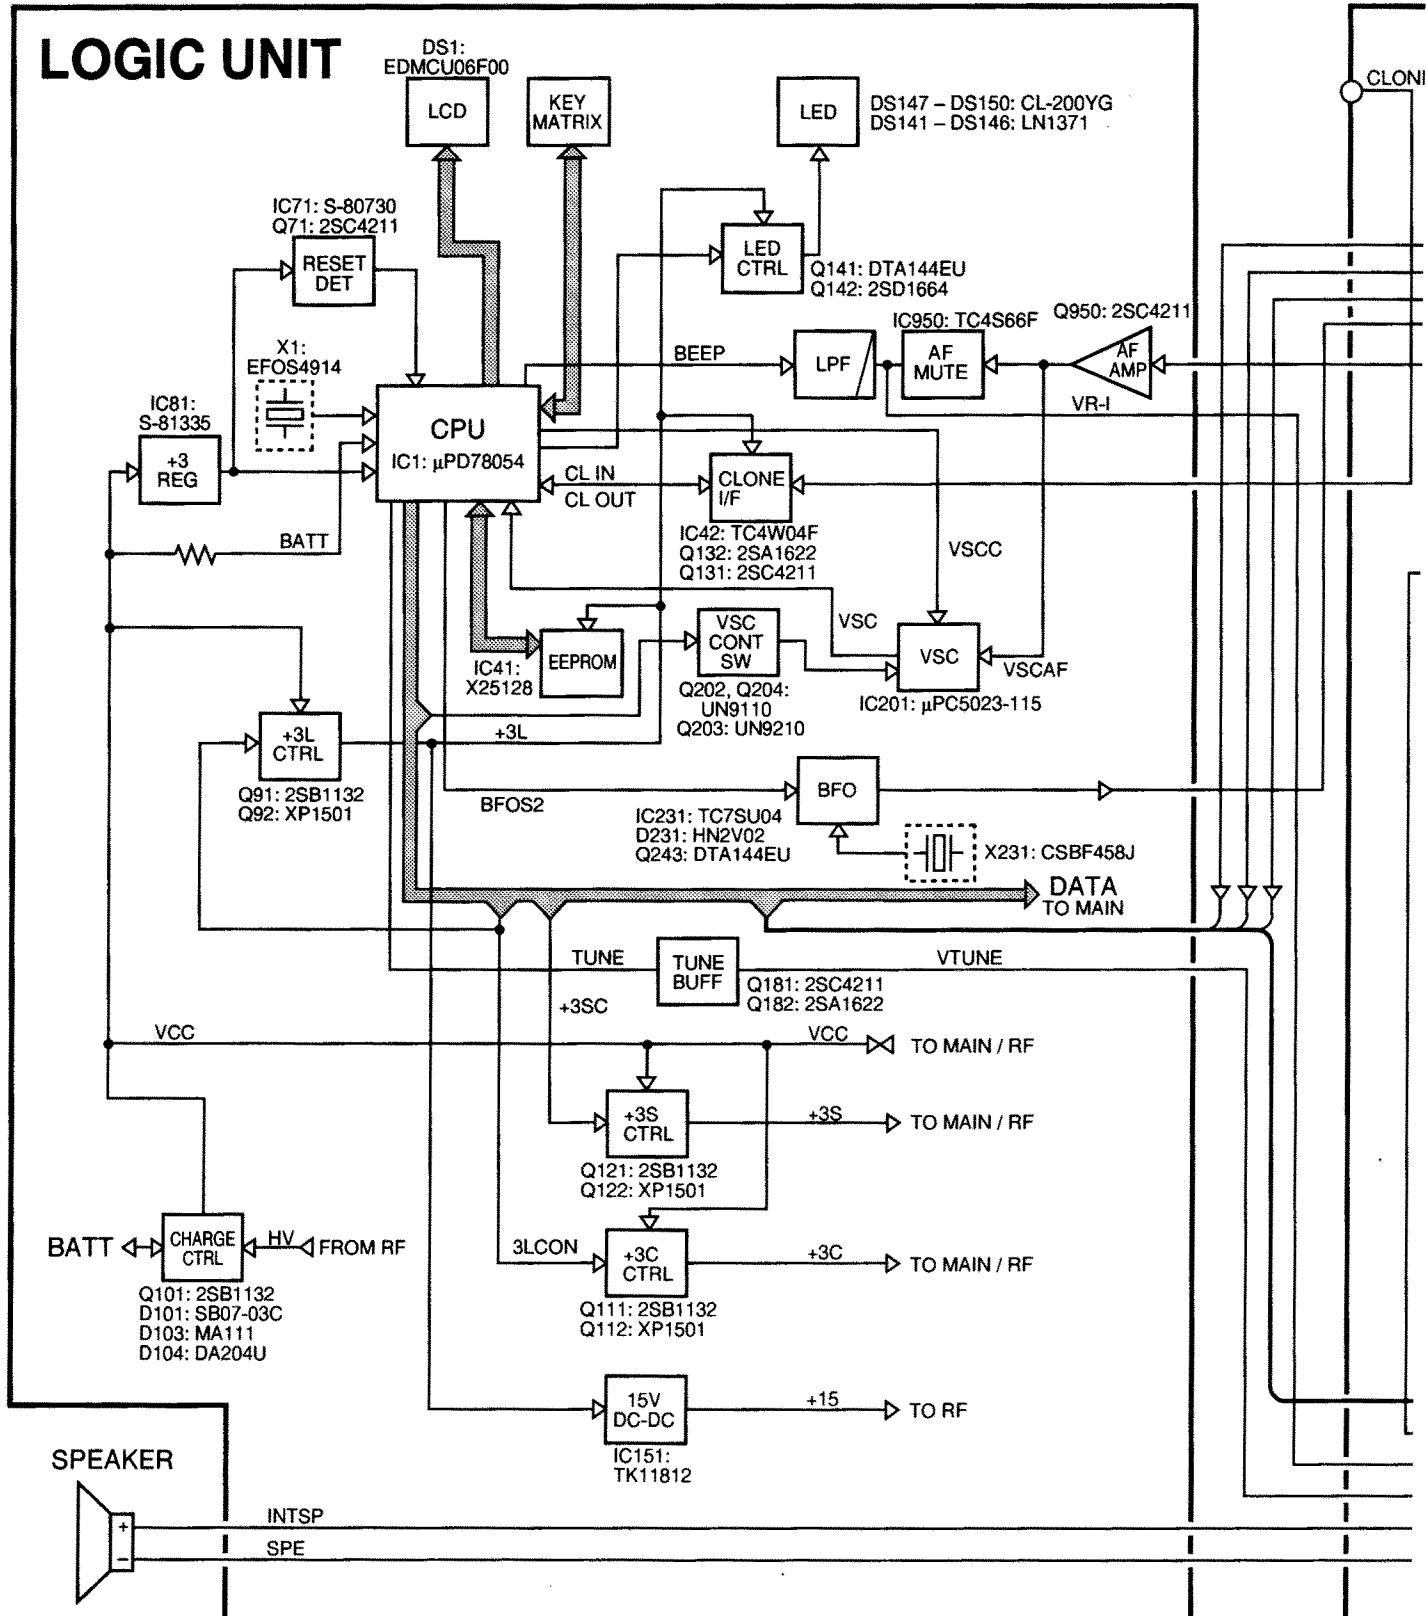 LOGIC UNIT
DS1:
EDMCU06F00
LCD
KEY
MATRIX
LED
DS147 – DS150: CL-200YG
DS141 – DS146: LN1371
CLONI
IC71: S-80730
Q71: 2SC4211
RESET
DET
LED
CTRL
Q141: DTA144EU
Q142: 2SD1664
X1:
EFOS4914
BEEP
LPF
IC950: TC4S66F
AF
MUTE
Q950: 2SC4211
AF
AMP
VR-I
IC81:
S-81335
+3
REG
CPU
IC1: µPD78054
CL IN
CL OUT
CLONE
I/F
IC42: TC4W04F
Q132: 2SA1622
Q131: 2SC4211
BATT
VSCC
VSC
VSC
CONT
SW
Q202, Q204:
UN9110
Q203: UN9210
VSC
VSCAF
IC201: µPC5023-115
IC41:
X25128
EEPROM
+3L
CTRL
Q91: 2SB1132
Q92: XP1501
+3L
BFOS2
BFO
IC231: TC7SU04
D231: HN2V02
Q243: DTA144EU
X231: CSBF458J
DATA
TO MAIN
TUNE
TUNE
BUFF
VTUNE
Q181: 2SC4211
Q182: 2SA1622
+3SC
VCC
VCC
TO MAIN / RF
+3S
CTRL
+3S
TO MAIN / RF
Q121: 2SB1132
Q122: XP1501
BATT
CHARGE
CTRL
HV
FROM RF
Q101: 2SB1132
D101: SB07-03C
D103: MA111
D104: DA204U
3LCON
+3C
CTRL
+3C
TO MAIN / RF
Q111: 2SB1132
Q112: XP1501
15V
DC-DC
+15
TO RF
IC151:
TK11812
SPEAKER
+
–
INTSP
SPE